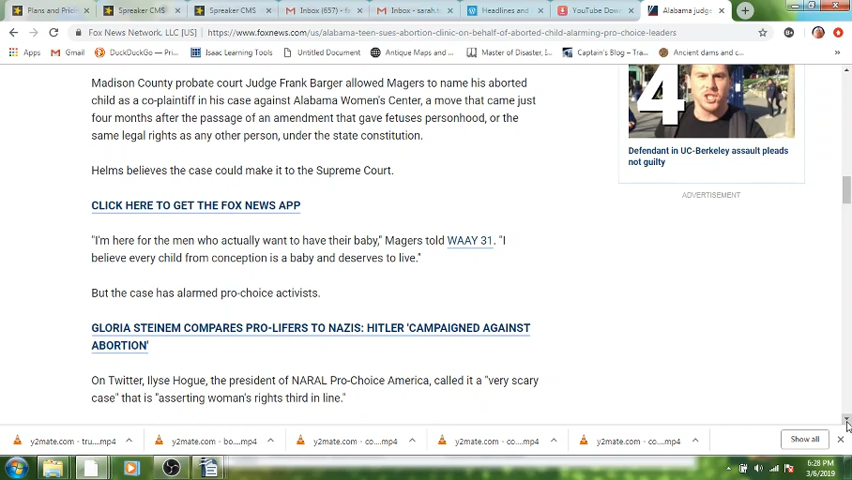 Plans and Pricin
Spreaker CMS
Spreaker CMS
Inbox (657) - fo
Inbox - sarah.t
Headlines and
YouTube Dow
Alabama judge
Fox News Network, LLC [US] | https://www.foxnews.com/us/alabama-teen-sues-abortion-clinic-on-behalf-of-aborted-child-alarming-pro-choice-leaders
Apps
Gmail
DuckDuckGo — Priv...
Isaac Learning Tools
Untitled Document
Antique Maps and ...
Master of Disaster, I...
Captain's Blog – Tra...
Ancient dams and c...
Madison County probate court Judge Frank Barger allowed Magers to name his aborted
child as a co-plaintiff in his case against Alabama Women's Center, a move that came just
four months after the passage of an amendment that gave fetuses personhood, or the
same legal rights as any other person, under the state constitution.
Helms believes the case could make it to the Supreme Court.
CLICK HERE TO GET THE FOX NEWS APP
"I'm here for the men who actually want to have their baby," Magers told WAAY 31. "I
believe every child from conception is a baby and deserves to live."
But the case has alarmed pro-choice activists.
GLORIA STEINEM COMPARES PRO-LIFERS TO NAZIS: HITLER 'CAMPAIGNED AGAINST
ABORTION'
On Twitter, Ilyse Hogue, the president of NARAL Pro-Choice America, called it a "very scary
case" that is "asserting woman's rights third in line."
4
Defendant in UC-Berkeley assault pleads
not guilty
ADVERTISEMENT
y2mate.com - tru....mp4
y2mate.com - bo....mp4
y2mate.com - co....mp4
y2mate.com - co....mp4
y2mate.com - co....mp4
Show all
6:28 PM
3/6/2019